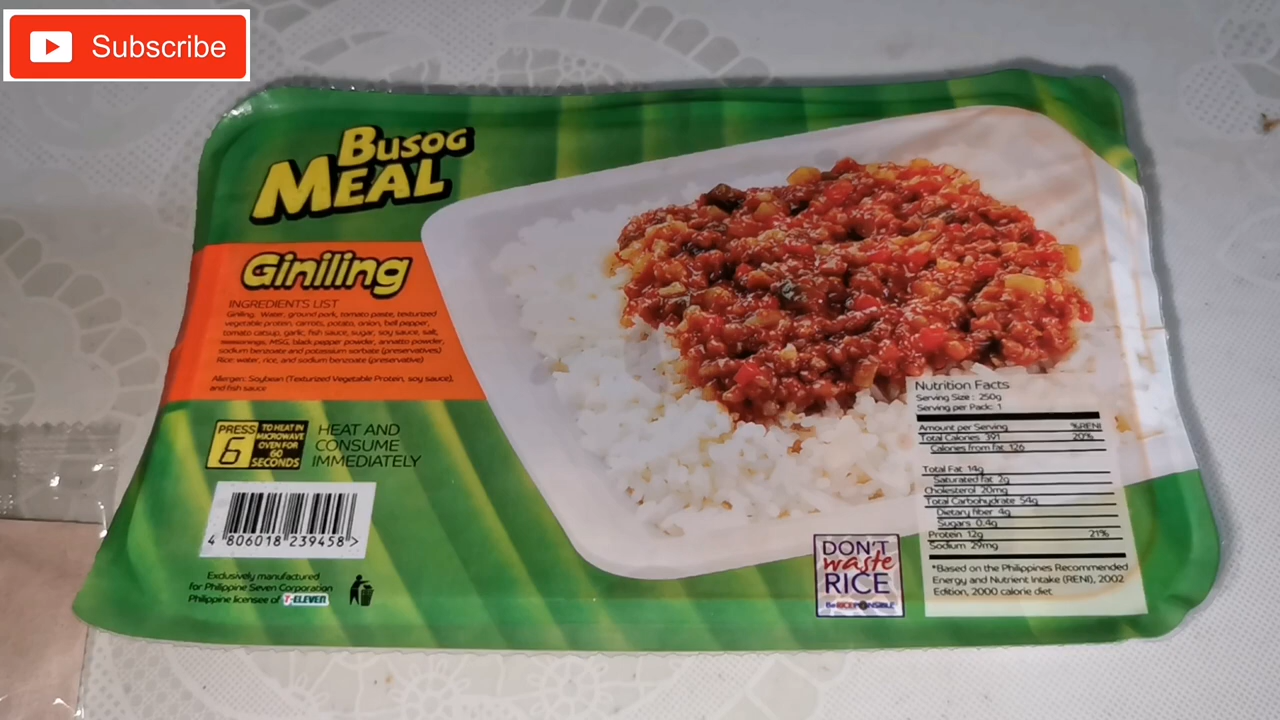 Subscribe
BUSOG
MEAL
Giniling
INGREDIENTS LIST
Giniling: Water, ground pork, tomato paste, texturized
vegetable protein, carrots, potato, onion, bell pepper,
tomato catsup, garlic, fish sauce, sugar, soy sauce, salt,
seasonings, MSG, black pepper powder, annatto powder,
sodium benzoate and potassium sorbate (preservatives)
Rice: water, rice, and sodium benzoate (preservative)
Allergen: Soybean (Texturized Vegetable Protein, soy sauce),
and fish sauce
PRESS
6
TO HEAT IN
MICROWAVE
OVEN FOR
60
SECONDS
HEAT AND
CONSUME
IMMEDIATELY
4 806018 239458 >
Exclusively manufactured
for Philippine Seven Corporation
Philippine licensee of 7-ELEVEN
DON'T
waste
RICE
Be RICEPONSIBLE
Nutrition Facts
Serving Size : 250g
Serving per Pack: 1
Amount per Serving %RENI
Total Calories 391 20%
Calories from fat 126
Total Fat 14g
Saturated fat 2g
Cholesterol 20mg
Total Carbohydrate 54g
Dietary fiber 4g
Sugars 0.4g
Protein 12g 21%
Sodium 29mg
*Based on the Philippines Recommended
Energy and Nutrient Intake (RENI), 2002
Edition, 2000 calorie diet